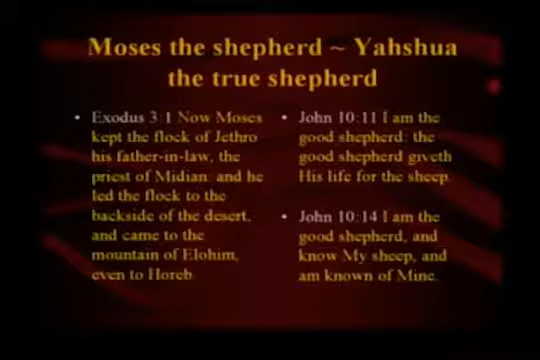 Moses the shepherd ~ Yahshua
the true shepherd
• Exodus 3:1 Now Moses
kept the flock of Jethro
his father-in-law, the
priest of Midian: and he
led the flock to the
backside of the desert,
and came to the
mountain of Elohim,
even to Horeb.
• John 10:11 I am the
good shepherd: the
good shepherd giveth
His life for the sheep.
• John 10:14 I am the
good shepherd, and
know My sheep, and
am known of Mine.